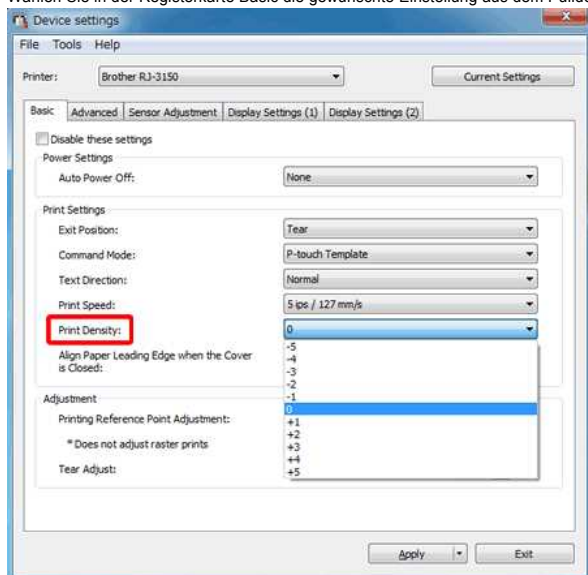 Wählen Sie in der Registerkarte Basic die gewünschte Einstellung aus dem
Device settings
File Tools Help
Printer: Brother RJ-3150 Current Settings
Basic Advanced Sensor Adjustment Display Settings (1) Display Settings (2)
Disable these settings
Power Settings
Auto Power Off: None
Print Settings
Exit Position: Tear
Command Mode: P-touch Template
Text Direction: Normal
Print Speed: 5 ips / 127 mm/s
Print Density: 0
Align Paper Leading Edge when the Cover
is Closed:
-5
-4
-3
-2
-1
0
+1
+2
+3
+4
+5
Adjustment
Printing Reference Point Adjustment:
* Does not adjust raster prints
Tear Adjust:
Apply Exit